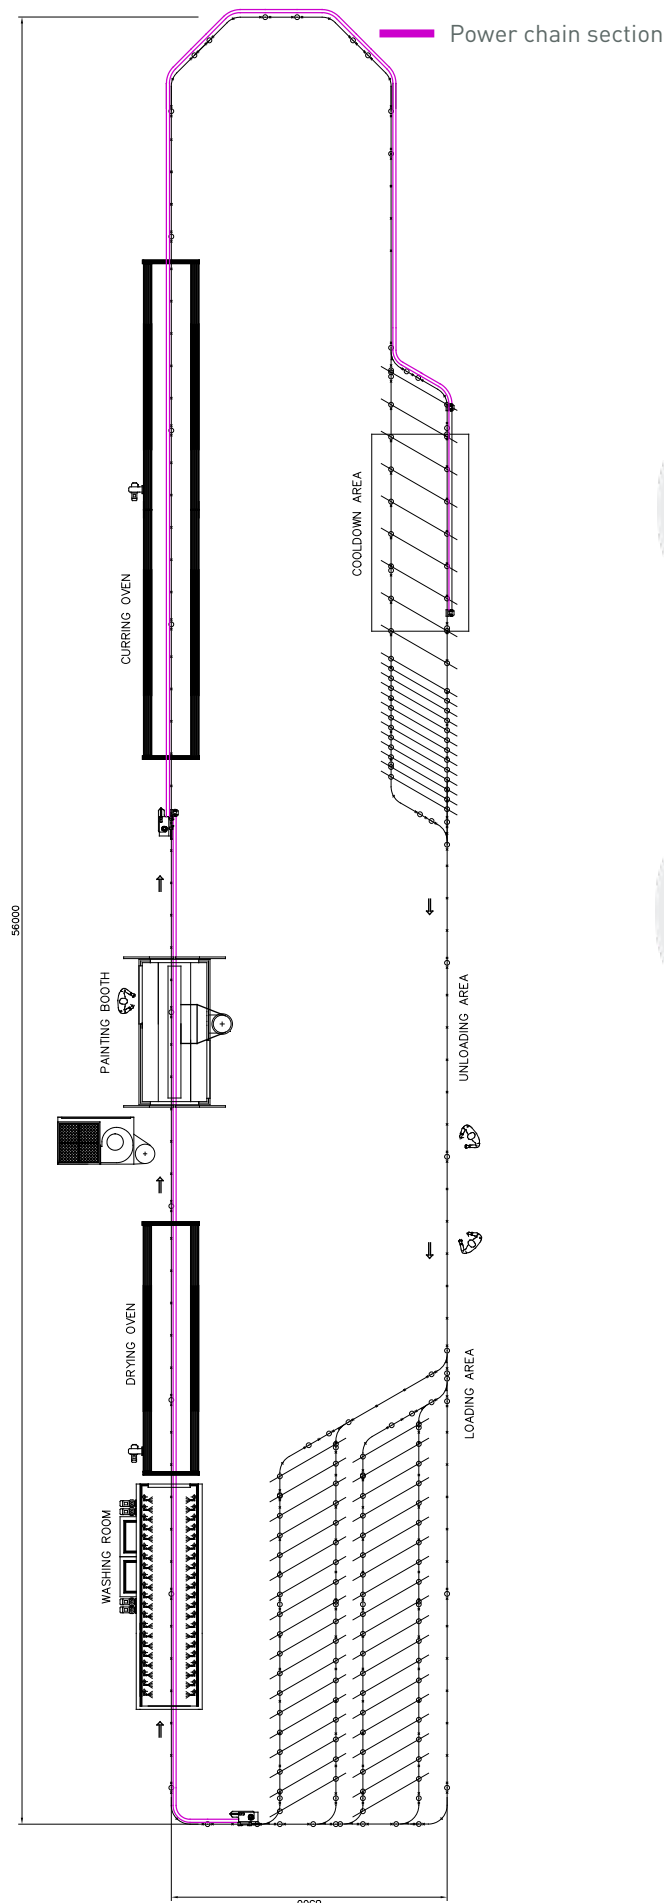 Power chain section
COOLDOWN AREA
CURRING OVEN
56000
PAINTING BOOTH
UNLOADING AREA
DRYING OVEN
LOADING AREA
WASHING ROOM